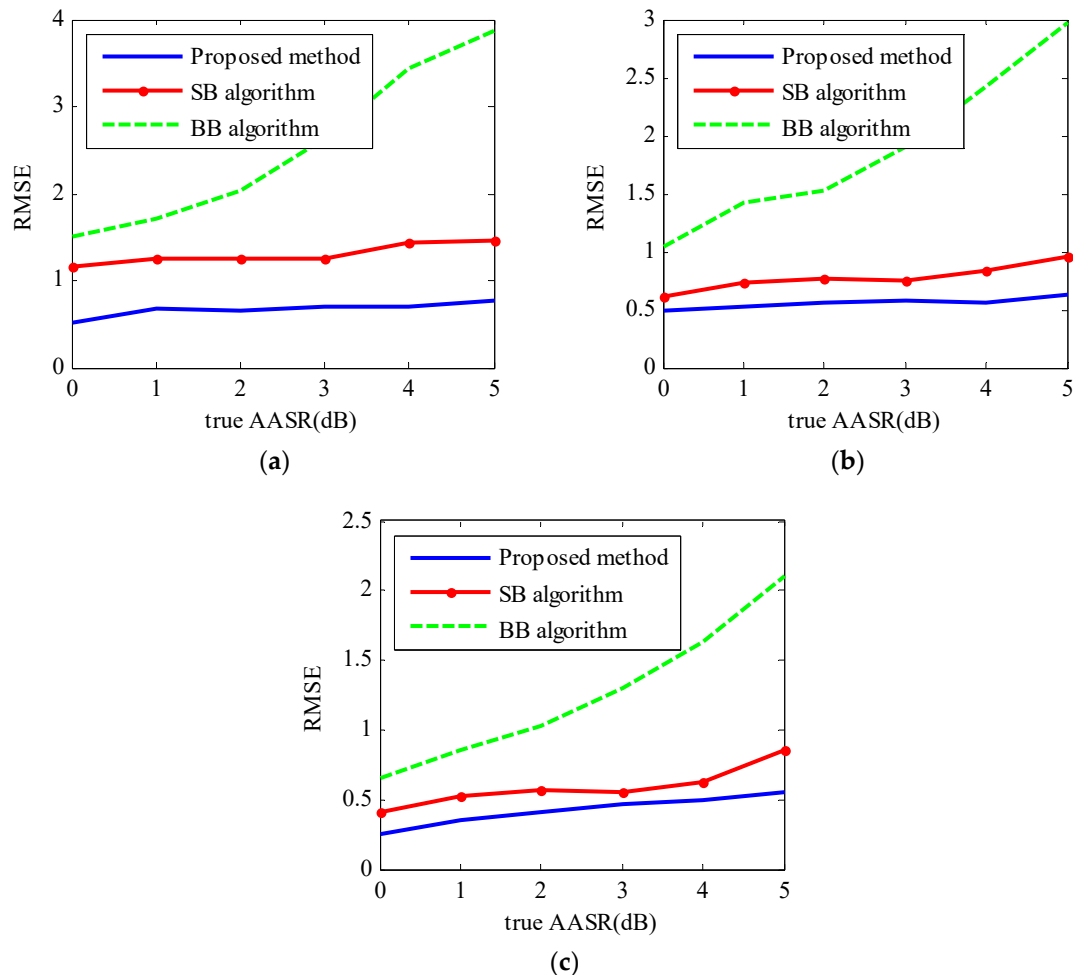 4
3
2
1
0
RMSE
Proposed method
SB algorithm
BB algorithm
0 1 2 3 4 5
true AASR(dB)
(a)
3
2.5
2
1.5
1
0.5
0
RMSE
Proposed method
SB algorithm
BB algorithm
0 1 2 3 4 5
true AASR(dB)
(b)
2.5
2
1.5
1
0.5
0
RMSE
Proposed method
SB algorithm
BB algorithm
0 1 2 3 4 5
true AASR(dB)
(c)